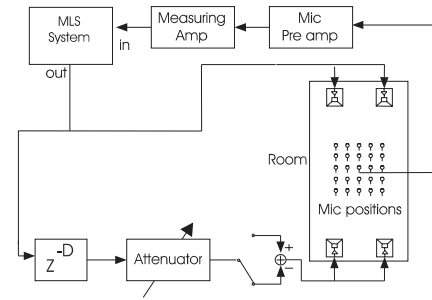 MLS
System
in
out
Measuring
Amp
Mic
Pre amp
Room
Mic positions
Z-D
Attenuator
+
−